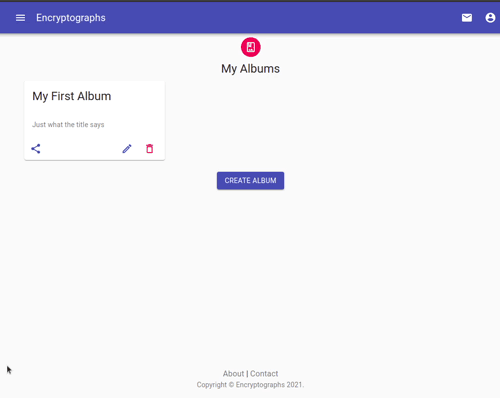 Encryptographs
My Albums
My First Album
Just what the title says
CREATE ALBUM
About | Contact
Copyright © Encryptographs 2021.